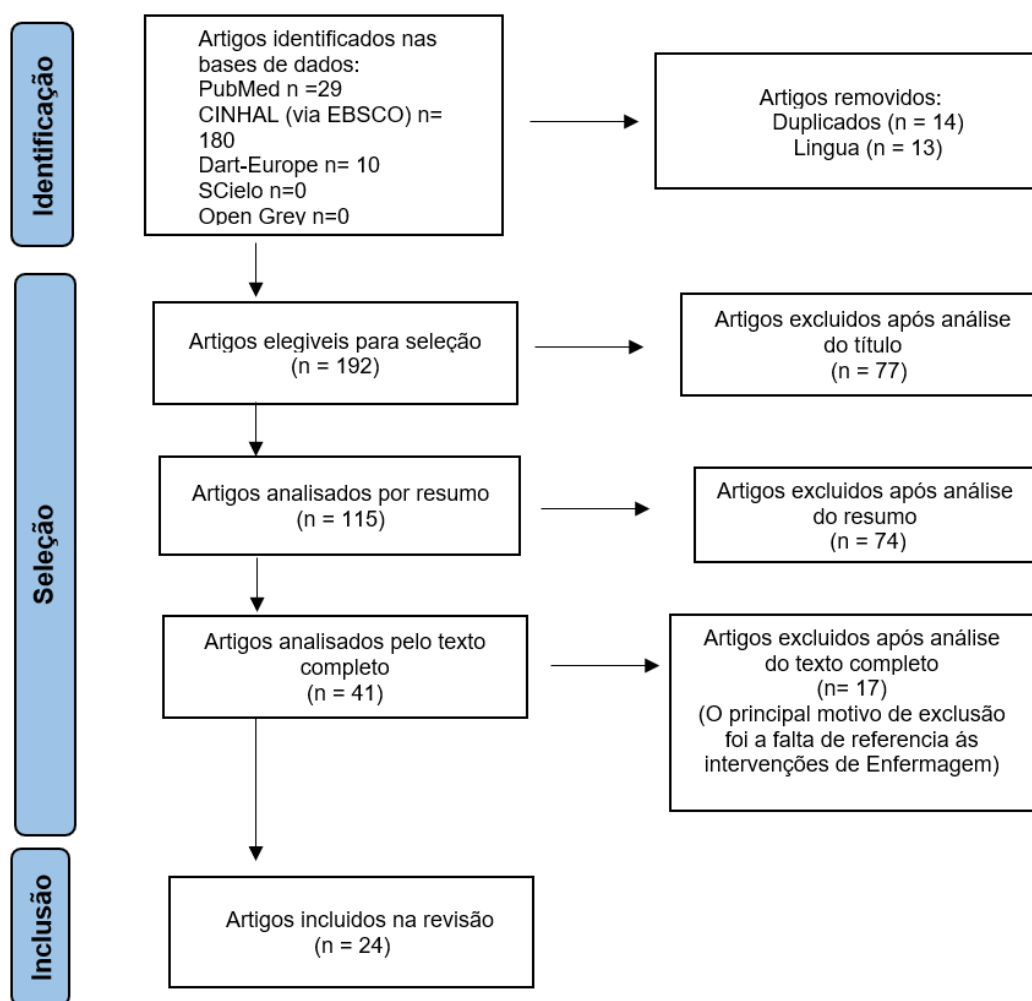 Identificação
Artigos identificados nas
bases de dados:
PubMed n =29
CINHAL (via EBSCO) n=
180
Dart-Europe n= 10
SCielo n=0
Open Grey n=0
Artigos removidos:
Duplicados (n = 14)
Lingua (n = 13)
Seleção
Artigos elegiveis para seleção
(n = 192)
Artigos excluidos após análise
do título
(n = 77)
Artigos analisados por resumo
(n = 115)
Artigos excluidos após análise
do resumo
(n = 74)
Artigos analisados pelo texto
completo
(n = 41)
Artigos excluidos após análise
do texto completo
(n= 17)
(O principal motivo de exclusão
foi a falta de referencia ás
intervenções de Enfermagem)
Inclusão
Artigos incluidos na revisão
(n = 24)